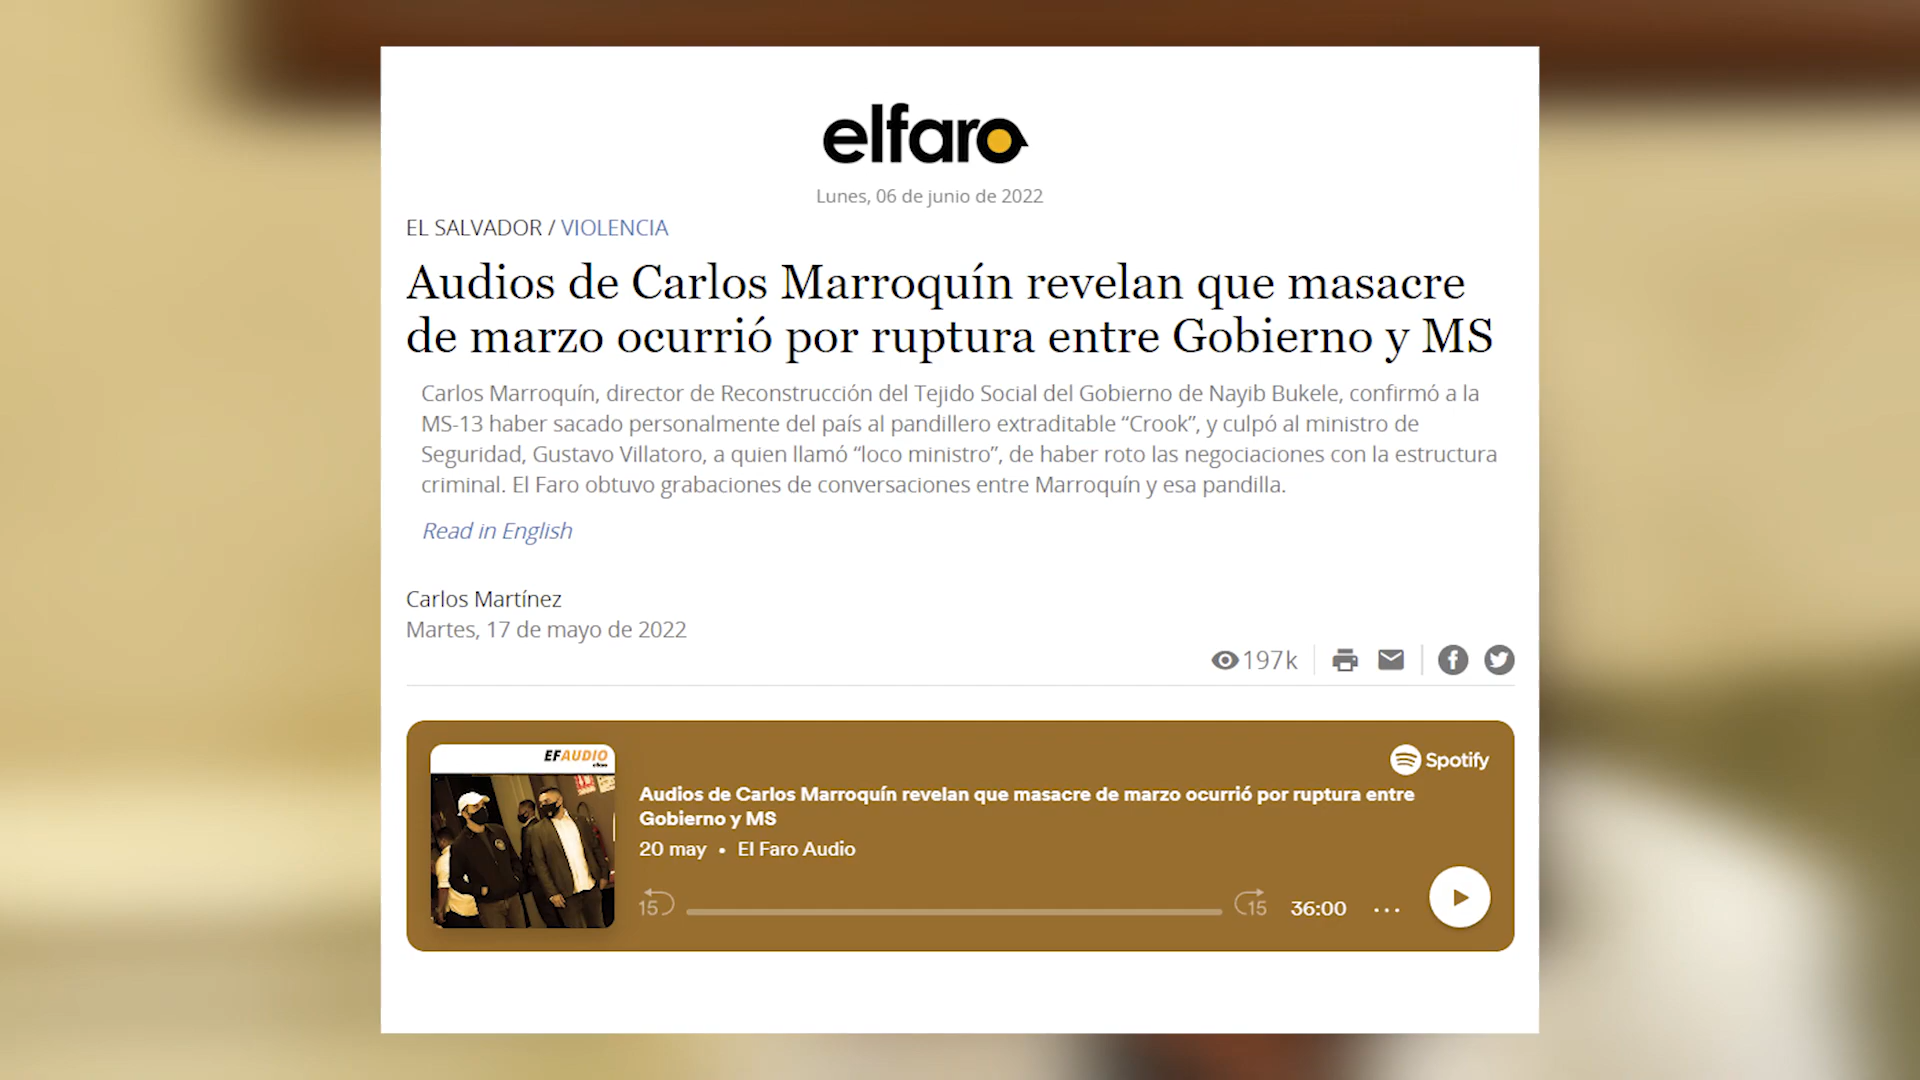 elfaro
Lunes, 06 de junio de 2022
EL SALVADOR / VIOLENCIA
Audios de Carlos Marroquín revelan que masacre
de marzo ocurrió por ruptura entre Gobierno y MS
Carlos Marroquín, director de Reconstrucción del Tejido Social del Gobierno de Nayib Bukele, confirmó a la
MS-13 haber sacado personalmente del país al pandillero extraditable “Crook”, y culpó al ministro de
Seguridad, Gustavo Villatoro, a quien llamó “loco ministro”, de haber roto las negociaciones con la estructura
criminal. El Faro obtuvo grabaciones de conversaciones entre Marroquín y esa pandilla.
Read in English
Carlos Martínez
Martes, 17 de mayo de 2022
197k
EFAUDIO
Spotify
Audios de Carlos Marroquín revelan que masacre de marzo ocurrió por ruptura entre
Gobierno y MS
20 may • El Faro Audio
15
15
36:00